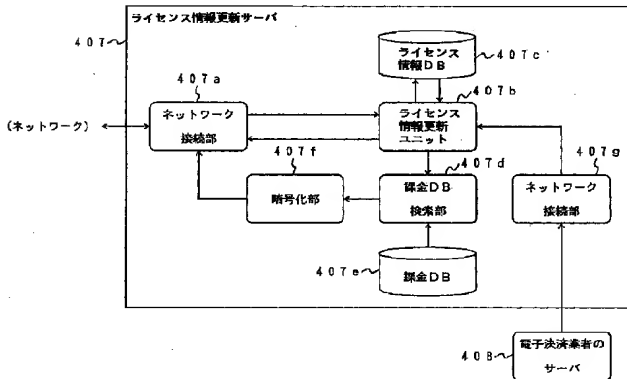 ライセンス情報更新サーバ
407
407a
ライセンス
情報DB
407c
407b
(ネットワーク)
ネットワーク
接続部
ライセンス
情報更新
ユニット
407f
407d
407g
暗号化部
課金DB
検索部
ネットワーク
接続部
407e
課金DB
408
電子決済業者の
サーバ